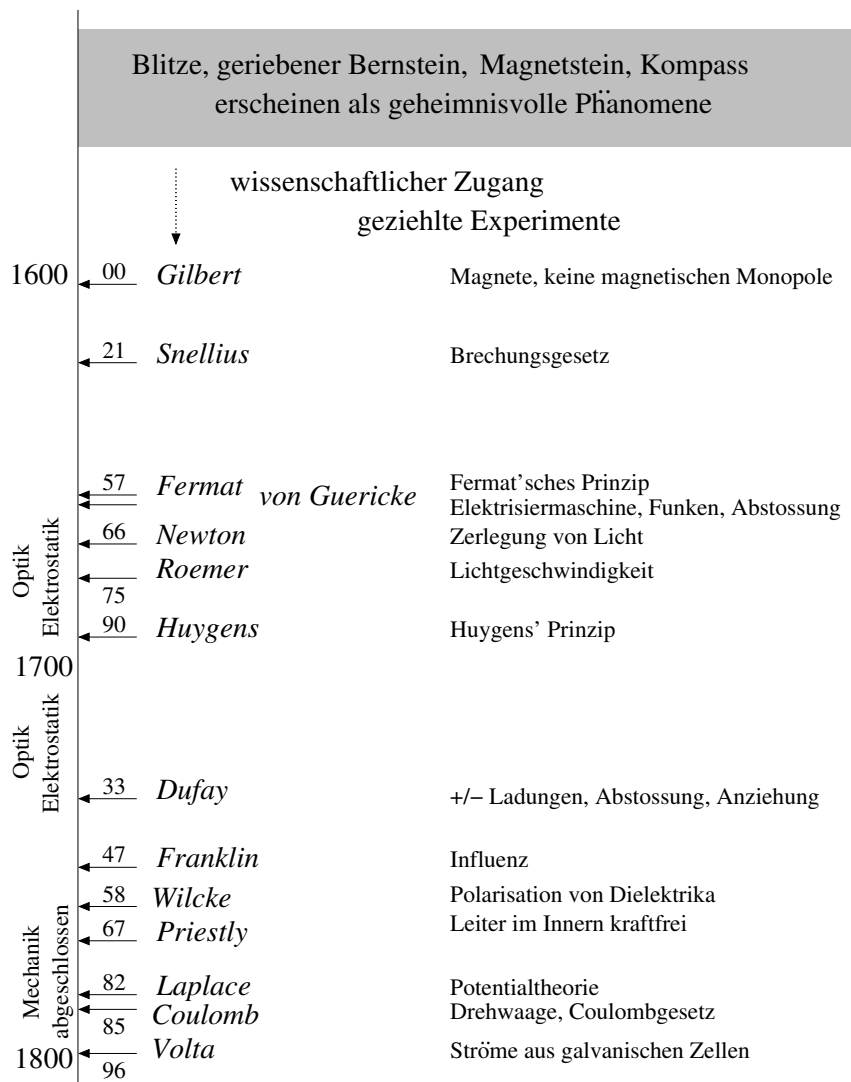 Blitze, geriebener Bernstein, Magnetstein, Kompass
erscheinen als geheimnisvolle Phänomene
wissenschaftlicher Zugang
geziehlte Experimente
1600 00 Gilbert Magnete, keine magnetischen Monopole
21 Snellius Brechungsgesetz
57 Fermat Fermat'sches Prinzip
von Guericke Elektrisiermaschine, Funken, Abstossung
66 Newton Zerlegung von Licht
Roemer Lichtgeschwindigkeit
75
Optik
Elektrostatik
90 Huygens Huygens' Prinzip
1700
Optik
Elektrostatik
33 Dufay +/− Ladungen, Abstossung, Anziehung
47 Franklin Influenz
58 Wilcke Polarisation von Dielektrika
67 Priestly Leiter im Innern kraftfrei
Mechanik
abgeschlossen
82 Laplace Potentialtheorie
Coulomb Drehwaage, Coulombgesetz
85
1800 Volta Ströme aus galvanischen Zellen
96